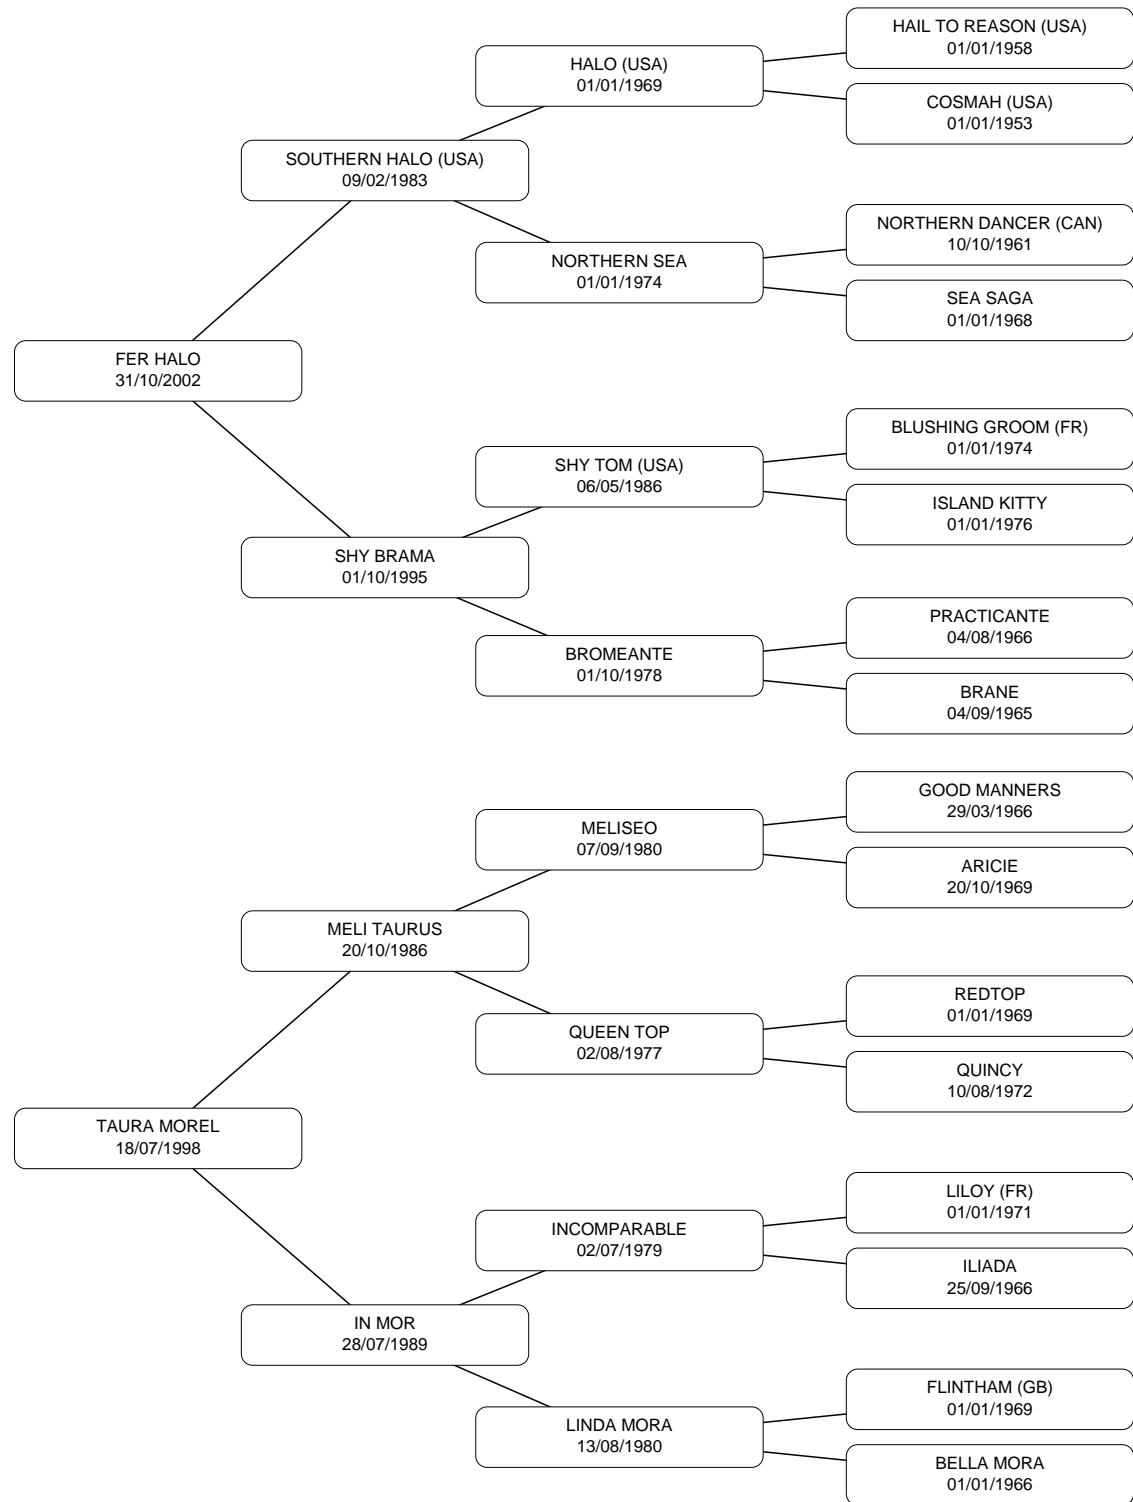 HAIL TO REASON (USA)
01/01/1958
HALO (USA)
01/01/1969
COSMAH (USA)
01/01/1953
SOUTHERN HALO (USA)
09/02/1983
NORTHERN DANCER (CAN)
10/10/1961
NORTHERN SEA
01/01/1974
SEA SAGA
01/01/1968
FER HALO
31/10/2002
BLUSHING GROOM (FR)
01/01/1974
SHY TOM (USA)
06/05/1986
ISLAND KITTY
01/01/1976
SHY BRAMA
01/10/1995
PRACTICANTE
04/08/1966
BROMEANTE
01/10/1978
BRANE
04/09/1965
GOOD MANNERS
29/03/1966
MELISEO
07/09/1980
ARICIE
20/10/1969
MELI TAURUS
20/10/1986
REDTOP
01/01/1969
QUEEN TOP
02/08/1977
QUINCY
10/08/1972
TAURA MOREL
18/07/1998
LILOY (FR)
01/01/1971
INCOMPARABLE
02/07/1979
ILIADA
25/09/1966
IN MOR
28/07/1989
FLINTHAM (GB)
01/01/1969
LINDA MORA
13/08/1980
BELLA MORA
01/01/1966